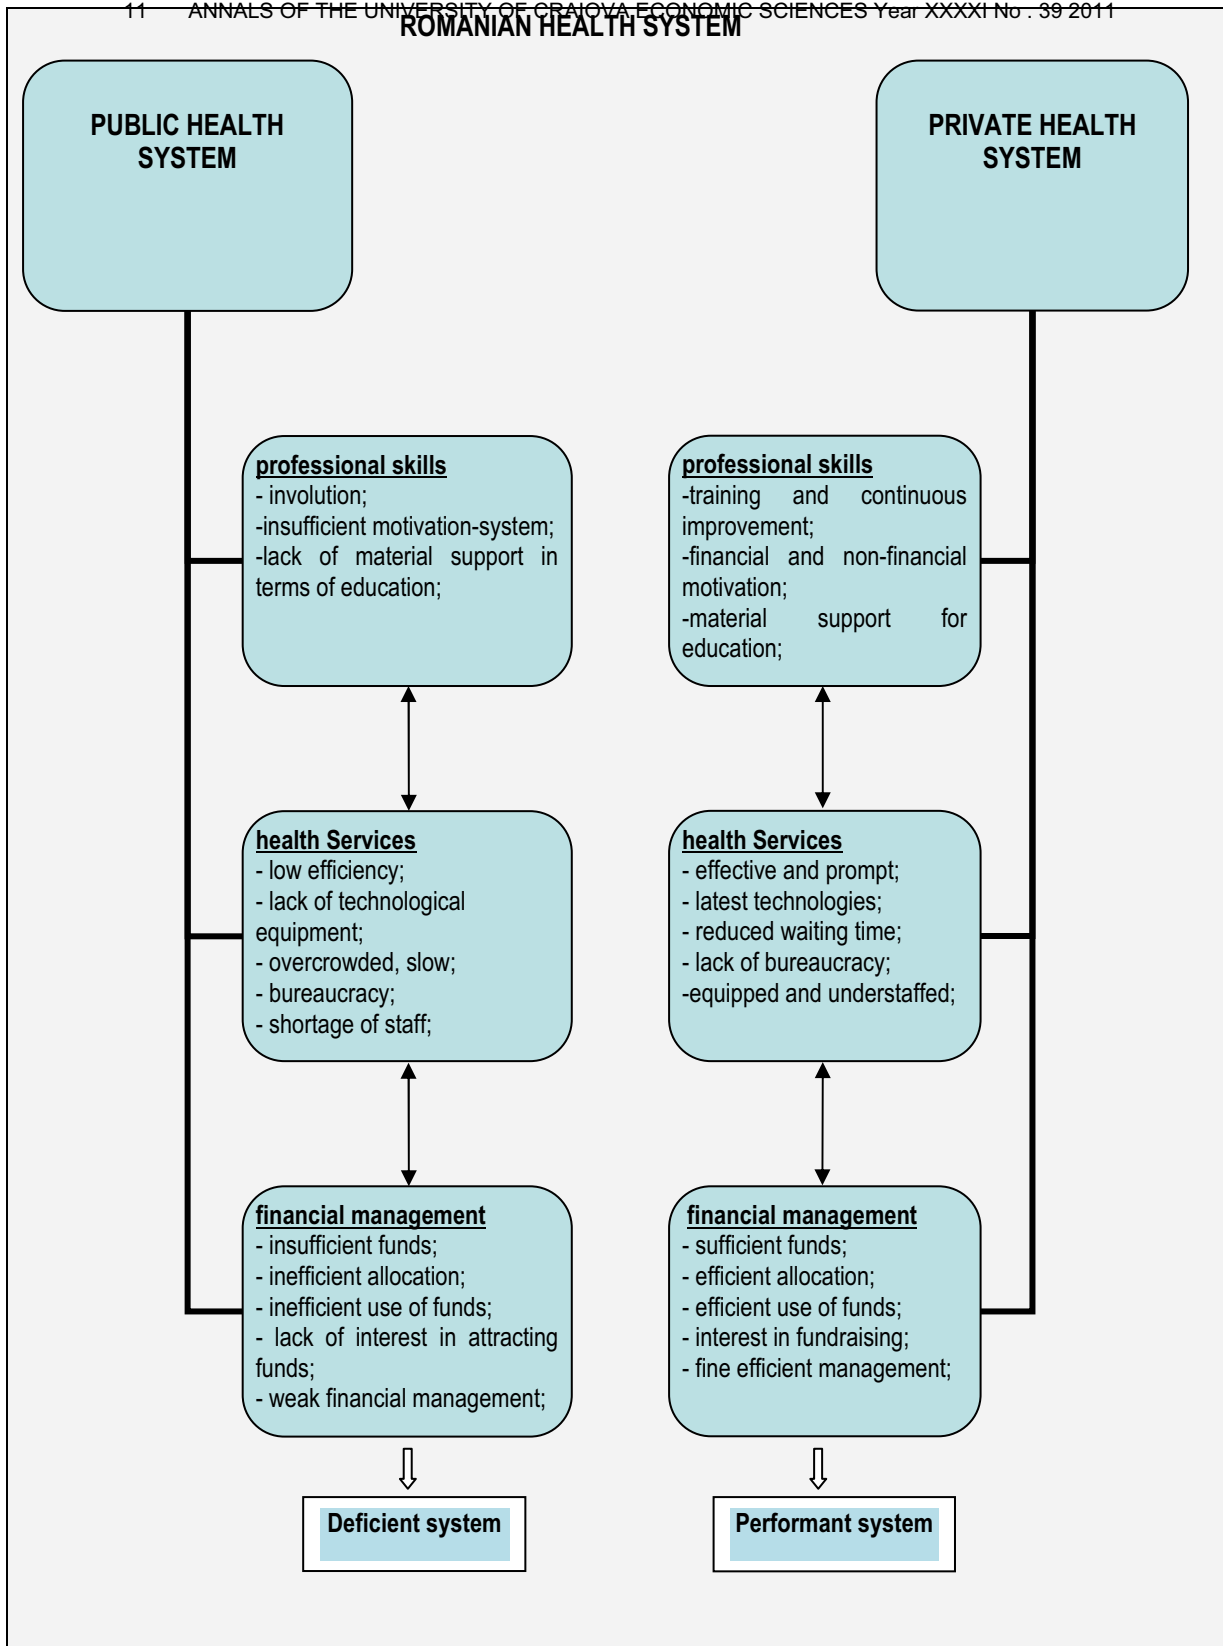 11 ANNALS OF THE UNIVERSITY OF CRAIOVA ECONOMIC SCIENCES Year XXXXI No . 39 2011
ROMANIAN HEALTH SYSTEM
PUBLIC HEALTH
SYSTEM
PRIVATE HEALTH
SYSTEM
professional skills
- involution;
-insufficient motivation-system;
-lack of material support in
terms of education;
professional skills
-training and continuous
improvement;
-financial and non-financial
motivation;
-material support for
education;
health Services
- low efficiency;
- lack of technological
equipment;
- overcrowded, slow;
- bureaucracy;
- shortage of staff;
health Services
- effective and prompt;
- latest technologies;
- reduced waiting time;
- lack of bureaucracy;
-equipped and understaffed;
financial management
- insufficient funds;
- inefficient allocation;
- inefficient use of funds;
- lack of interest in attracting
funds;
- weak financial management;
financial management
- sufficient funds;
- efficient allocation;
- efficient use of funds;
- interest in fundraising;
- fine efficient management;
Deficient system
Performant system